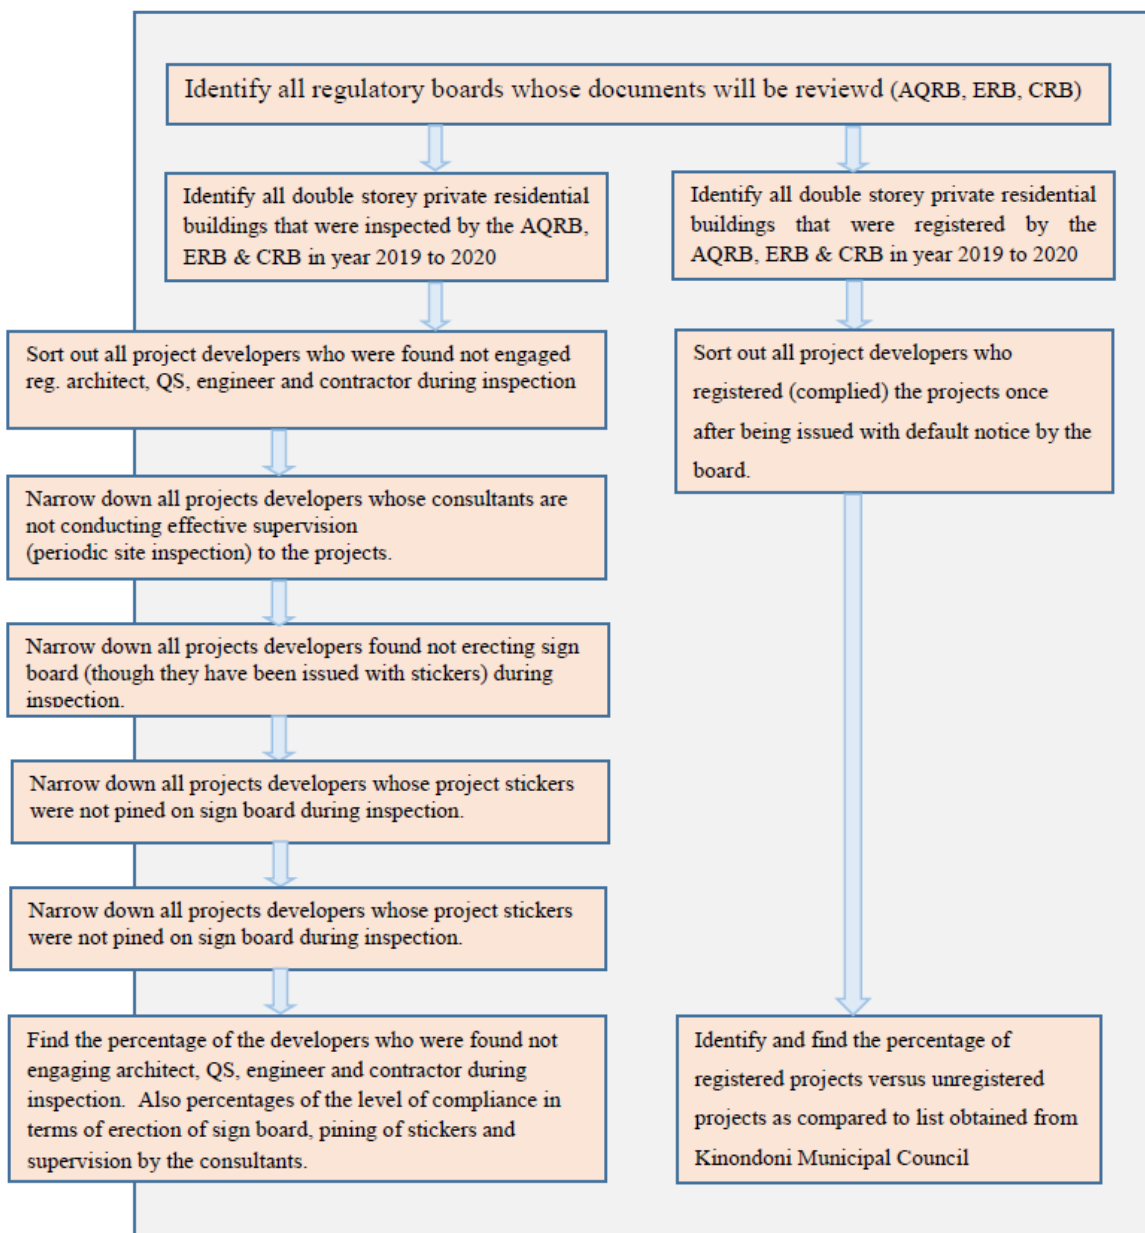 Identify all regulatory boards whose documents will be reviewd (AQRB, ERB, CRB)
Identify all double storey private residential
buildings that were inspected by the AQRB,
ERB & CRB in year 2019 to 2020
Sort out all project developers who were found not engaged
reg. architect, QS, engineer and contractor during inspection
Narrow down all projects developers whose consultants are
not conducting effective supervision
(periodic site inspection) to the projects.
Narrow down all projects developers found not erecting sign
board (though they have been issued with stickers) during
inspection.
Narrow down all projects developers whose project stickers
were not pined on sign board during inspection.
Narrow down all projects developers whose project stickers
were not pined on sign board during inspection.
Find the percentage of the developers who were found not
engaging architect, QS, engineer and contractor during
inspection. Also percentages of the level of compliance in
terms of erection of sign board, pining of stickers and
supervision by the consultants.
Identify all double storey private residential
buildings that were registered by the
AQRB, ERB & CRB in year 2019 to 2020
Sort out all project developers who
registered (complied) the projects once
after being issued with default notice by the
board.
Identify and find the percentage of
registered projects versus unregistered
projects as compared to list obtained from
Kinondoni Municipal Council